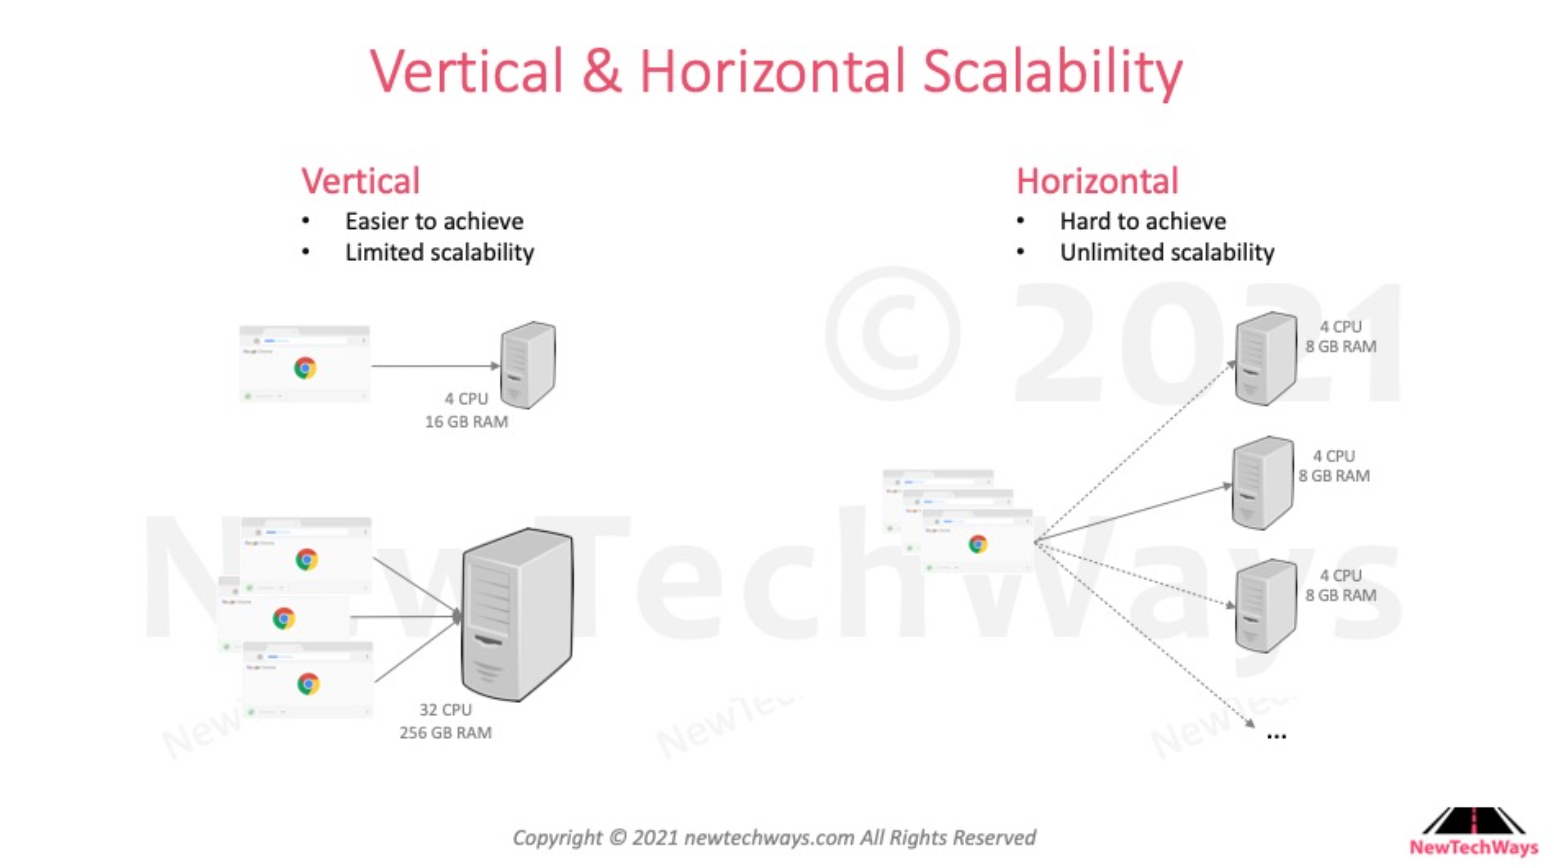 Vertical & Horizontal Scalability
Vertical
• Easier to achieve
• Limited scalability
4 CPU
16 GB RAM
32 CPU
256 GB RAM
Horizontal
• Hard to achieve
• Unlimited scalability
4 CPU
8 GB RAM
4 CPU
8 GB RAM
4 CPU
8 GB RAM
...
© 2021
NewTechWays
Copyright © 2021 newtechways.com All Rights Reserved
NewTechWays